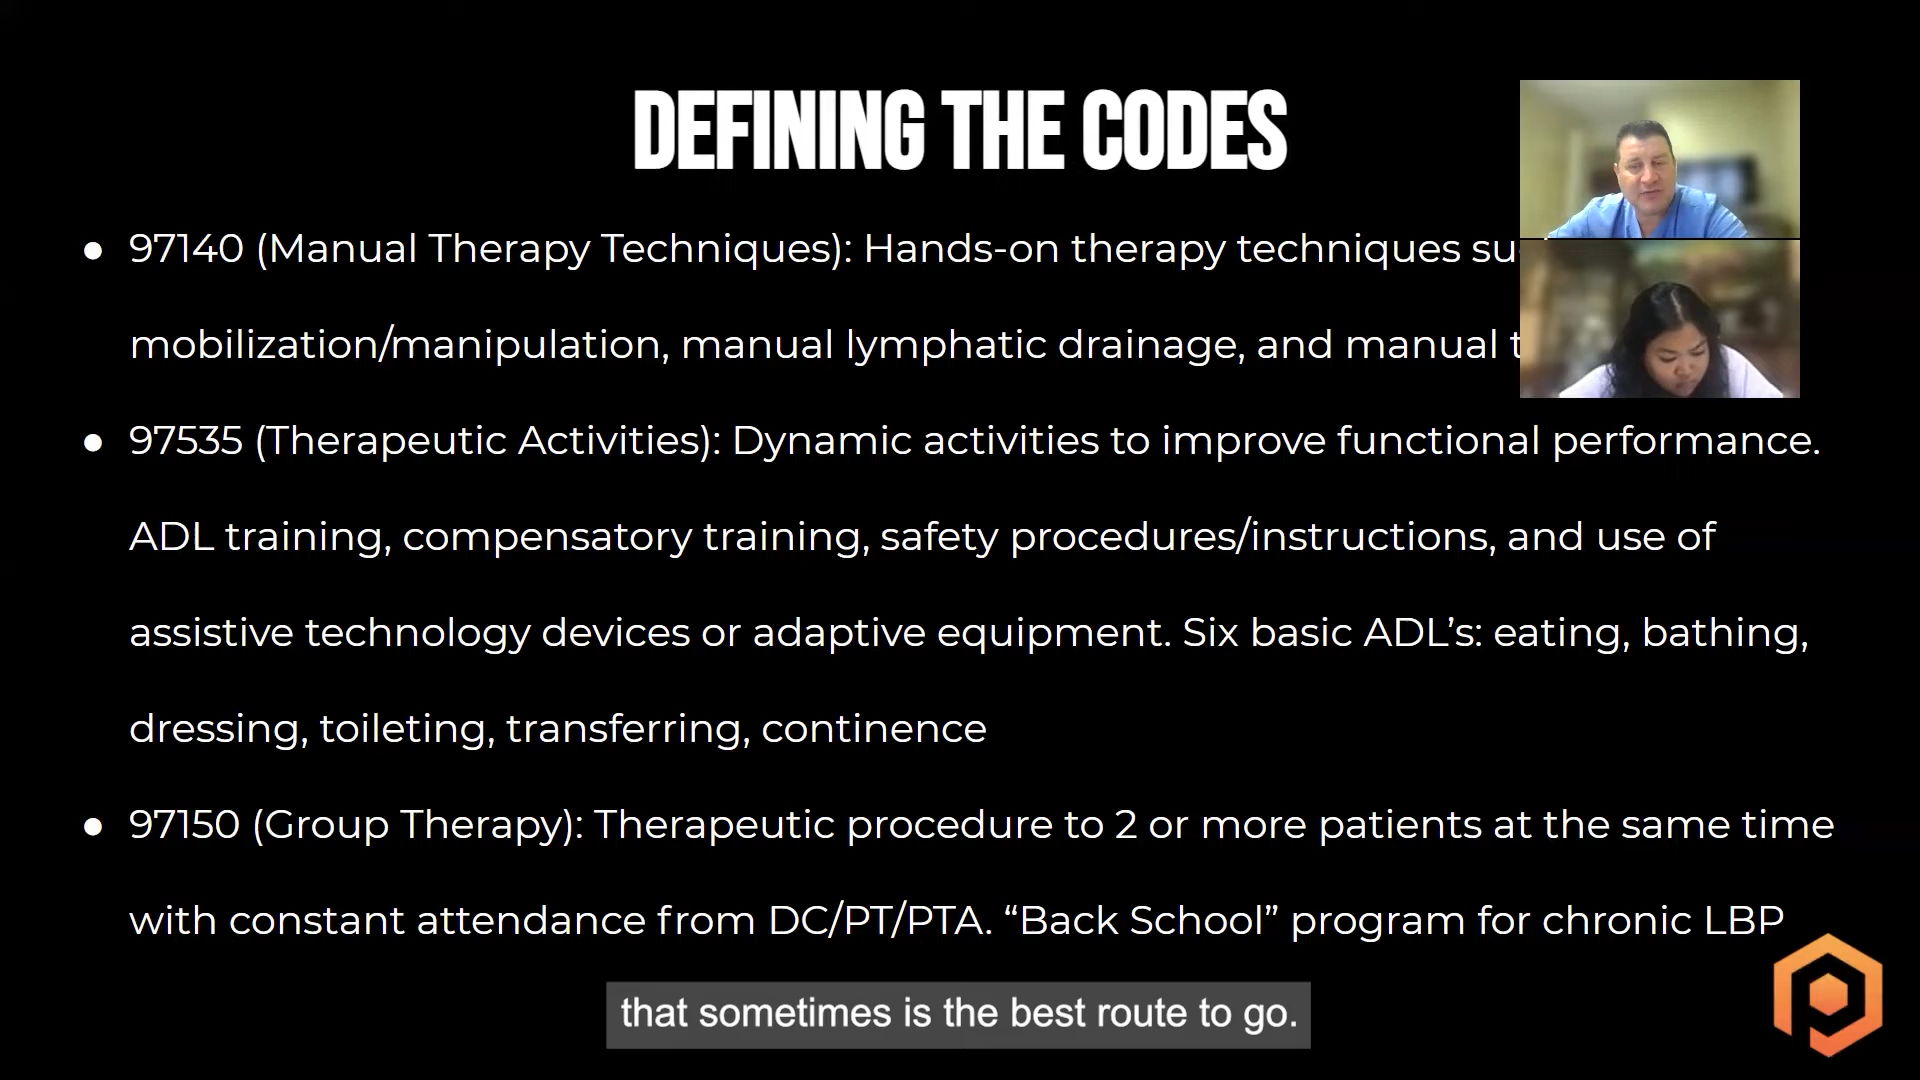 DEFINING THE CODES
● 97140 (Manual Therapy Techniques): Hands-on therapy techniques
mobilization/manipulation, manual lymphatic drainage, and manual
● 97535 (Therapeutic Activities): Dynamic activities to improve functional performance.
ADL training, compensatory training, safety procedures/instructions, and use of
assistive technology devices or adaptive equipment. Six basic ADL’s: eating, bathing,
dressing, toileting, transferring, continence
● 97150 (Group Therapy): Therapeutic procedure to 2 or more patients at the same time
with constant attendance from DC/PT/PTA. “Back School” program for chronic LBP
that sometimes is the best route to go.